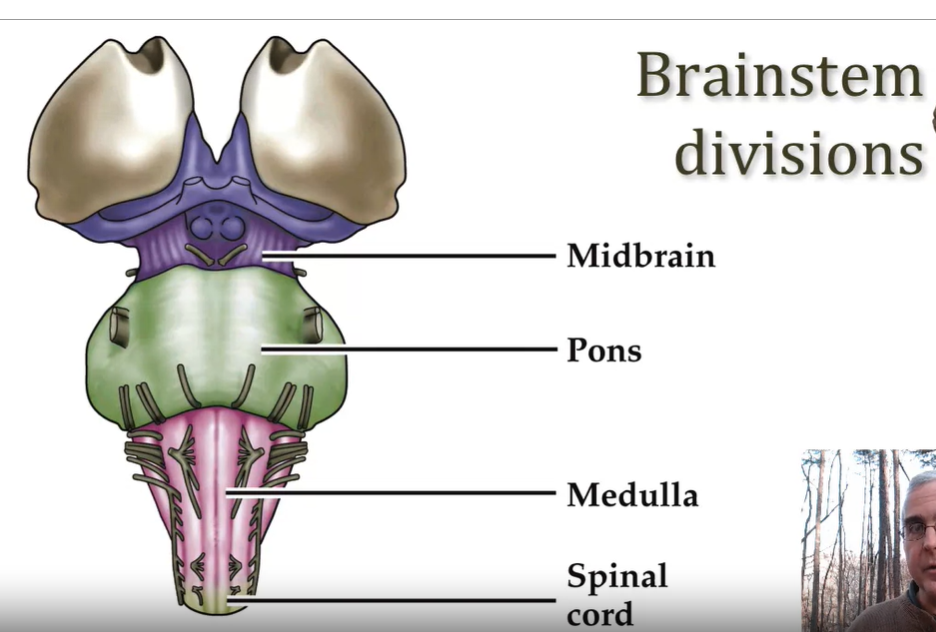 Brainstem
divisions
Midbrain
Pons
Medulla
Spinal
cord